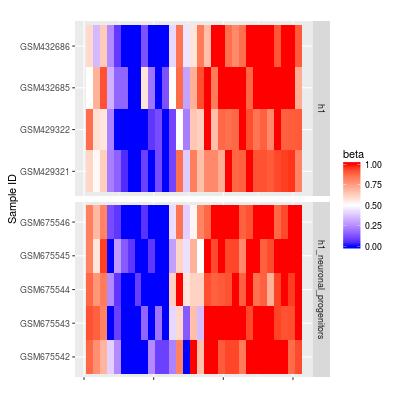 GSM432686
GSM432685
GSM429322
GSM429321
h1
Sample ID
GSM675546
GSM675545
GSM675544
GSM675543
GSM675542
h1_neuronal_progenitors
beta
1.00
0.75
0.50
0.25
0.00